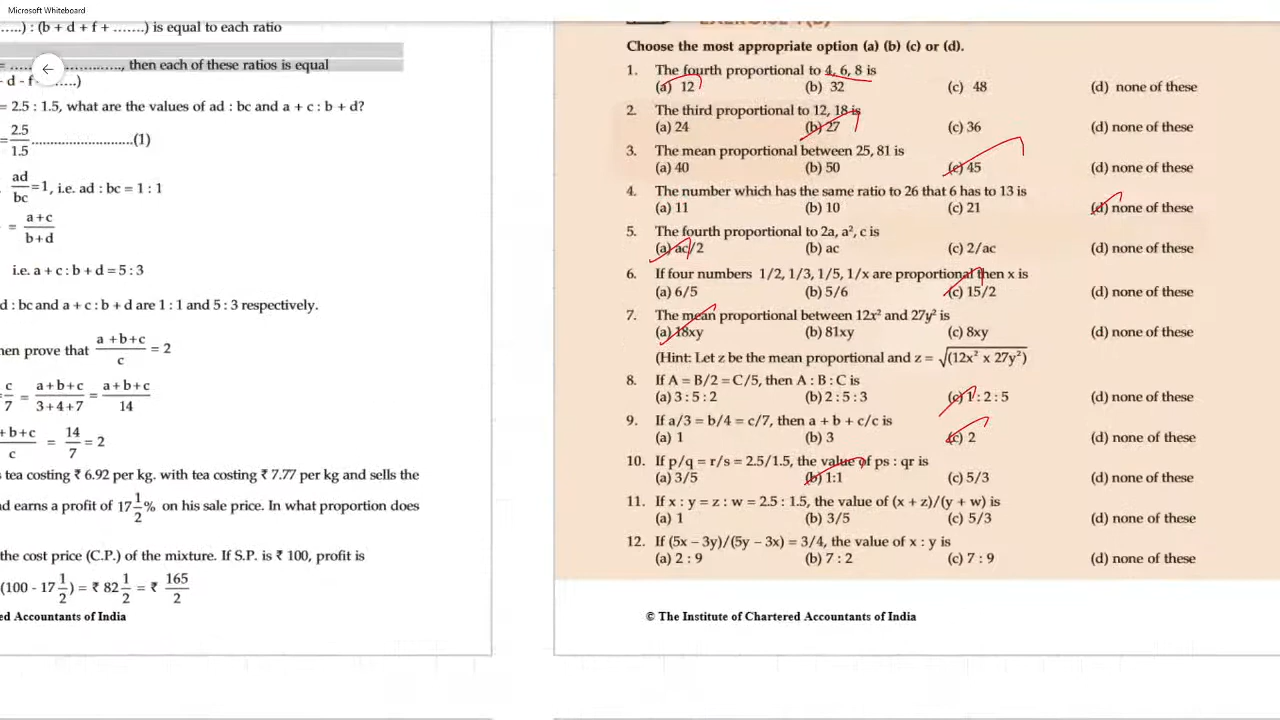 Microsoft Whiteboard
.....) : (b + d + f + .......) is equal to each ratio
= ............................., then each of these ratios is equal
- d - f - .....)
= 2.5 : 1.5, what are the values of ad : bc and a + c : b + d?
= 2.5/1.5 ..........................(1)
ad/bc = 1, i.e. ad : bc = 1 : 1
= a+c/b+d
i.e. a + c : b + d = 5 : 3
d : bc and a + c : b + d are 1 : 1 and 5 : 3 respectively.
hen prove that a+b+c/c = 2
c/7 = a+b+c/3+4+7 = a+b+c/14
+b+c/c = 14/7 = 2
s tea costing ₹ 6.92 per kg. with tea costing ₹ 7.77 per kg and sells the
d earns a profit of 17 1/2 % on his sale price. In what proportion does
the cost price (C.P.) of the mixture. If S.P. is ₹ 100, profit is
(100 - 17 1/2) = ₹ 82 1/2 = ₹ 165/2
ed Accountants of India
Choose the most appropriate option (a) (b) (c) or (d).
1. The fourth proportional to 4, 6, 8 is
(a) 12 (b) 32 (c) 48 (d) none of these
2. The third proportional to 12, 18 is
(a) 24 (b) 27 (c) 36 (d) none of these
3. The mean proportional between 25, 81 is
(a) 40 (b) 50 (c) 45 (d) none of these
4. The number which has the same ratio to 26 that 6 has to 13 is
(a) 11 (b) 10 (c) 21 (d) none of these
5. The fourth proportional to 2a, a², c is
(a) ac/2 (b) ac (c) 2/ac (d) none of these
6. If four numbers 1/2, 1/3, 1/5, 1/x are proportional then x is
(a) 6/5 (b) 5/6 (c) 15/2 (d) none of these
7. The mean proportional between 12x² and 27y² is
(a) 18xy (b) 81xy (c) 8xy (d) none of these
(Hint: Let z be the mean proportional and z = √(12x² x 27y²)
8. If A = B/2 = C/5, then A : B : C is
(a) 3 : 5 : 2 (b) 2 : 5 : 3 (c) 1 : 2 : 5 (d) none of these
9. If a/3 = b/4 = c/7, then a + b + c/c is
(a) 1 (b) 3 (c) 2 (d) none of these
10. If p/q = r/s = 2.5/1.5, the value of ps : qr is
(a) 3/5 (b) 1:1 (c) 5/3 (d) none of these
11. If x : y = z : w = 2.5 : 1.5, the value of (x + z)/(y + w) is
(a) 1 (b) 3/5 (c) 5/3 (d) none of these
12. If (5x – 3y)/(5y – 3x) = 3/4, the value of x : y is
(a) 2 : 9 (b) 7 : 2 (c) 7 : 9 (d) none of these
© The Institute of Chartered Accountants of India